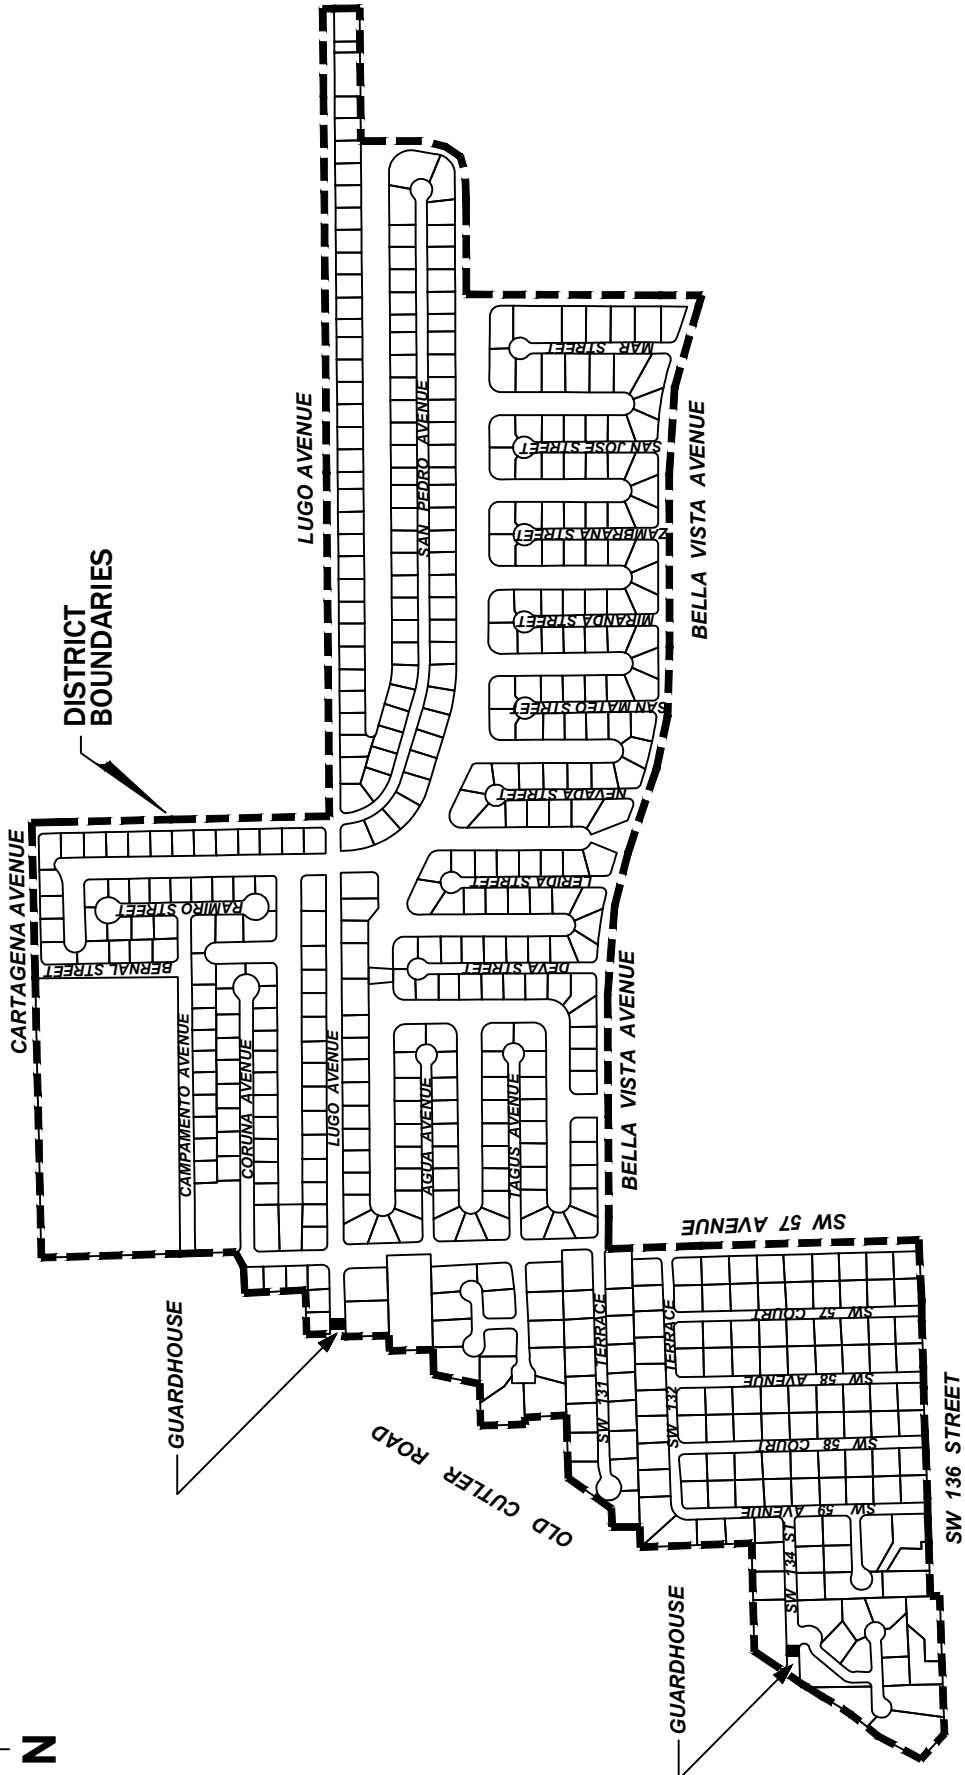 LUGO AVENUE
SAN PEDRO AVENUE
MAR STREET
SAN JOSE STREET
ZAMBRANA STREET
MIRANDA STREET
SAN MATEO STREET
NEVADA STREET
LERIDA STREET
DEVA STREET
BELLA VISTA AVENUE
DISTRICT
BOUNDARIES
CARTAGENA AVENUE
RAMIRO STREET
BERNAL STREET
CAMPAMENTO AVENUE
CORUNA AVENUE
LUGO AVENUE
AGUA AVENUE
TAGUS AVENUE
BELLA VISTA AVENUE
SW 57 AVENUE
GUARDHOUSE
OLD CUTLER ROAD
SW 131 TERRACE
SW 132 TERRACE
SW 57 COURT
SW 58 AVENUE
SW 58 COURT
SW 59 AVENUE
SW 134 ST
SW 136 STREET
GUARDHOUSE
N